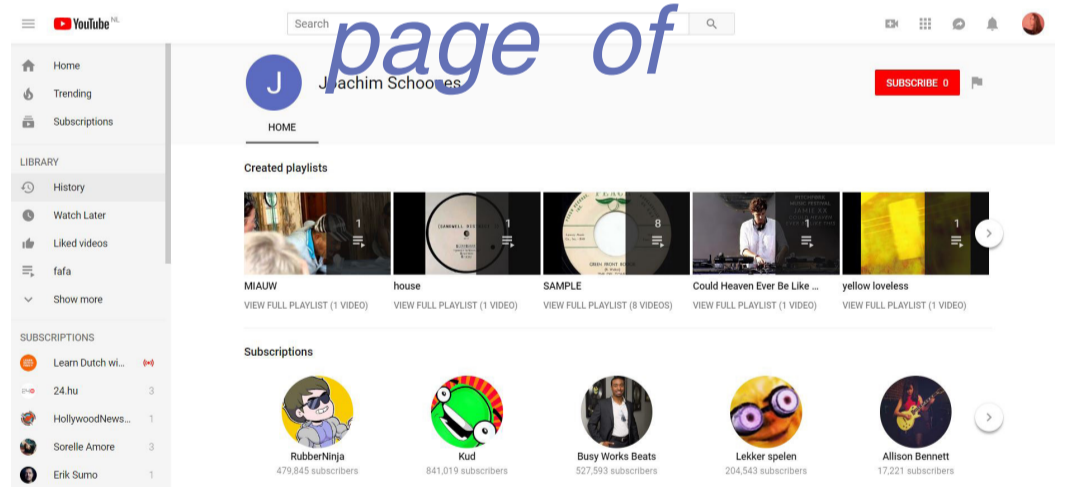 YouTube NL
Search
page of
Home
Trending
Subscriptions
LIBRARY
History
Watch Later
Liked videos
fafa
Show more
SUBSCRIPTIONS
Learn Dutch wi...
24.hu 3
HollywoodNews... 1
Sorelle Amore 3
Erik Sumo 1
J
Joachim Schooves
SUBSCRIBE 0
HOME
Created playlists
1
1
8
1
1
MIAUW
house
SAMPLE
Could Heaven Ever Be Like ...
yellow loveless
VIEW FULL PLAYLIST (1 VIDEO)
VIEW FULL PLAYLIST (1 VIDEO)
VIEW FULL PLAYLIST (8 VIDEOS)
VIEW FULL PLAYLIST (1 VIDEO)
VIEW FULL PLAYLIST (1 VIDEO)
Subscriptions
RubberNinja
Kud
Busy Works Beats
Lekker spelen
Allison Bennett
479,845 subscribers
841,019 subscribers
527,593 subscribers
204,543 subscribers
17,221 subscribers